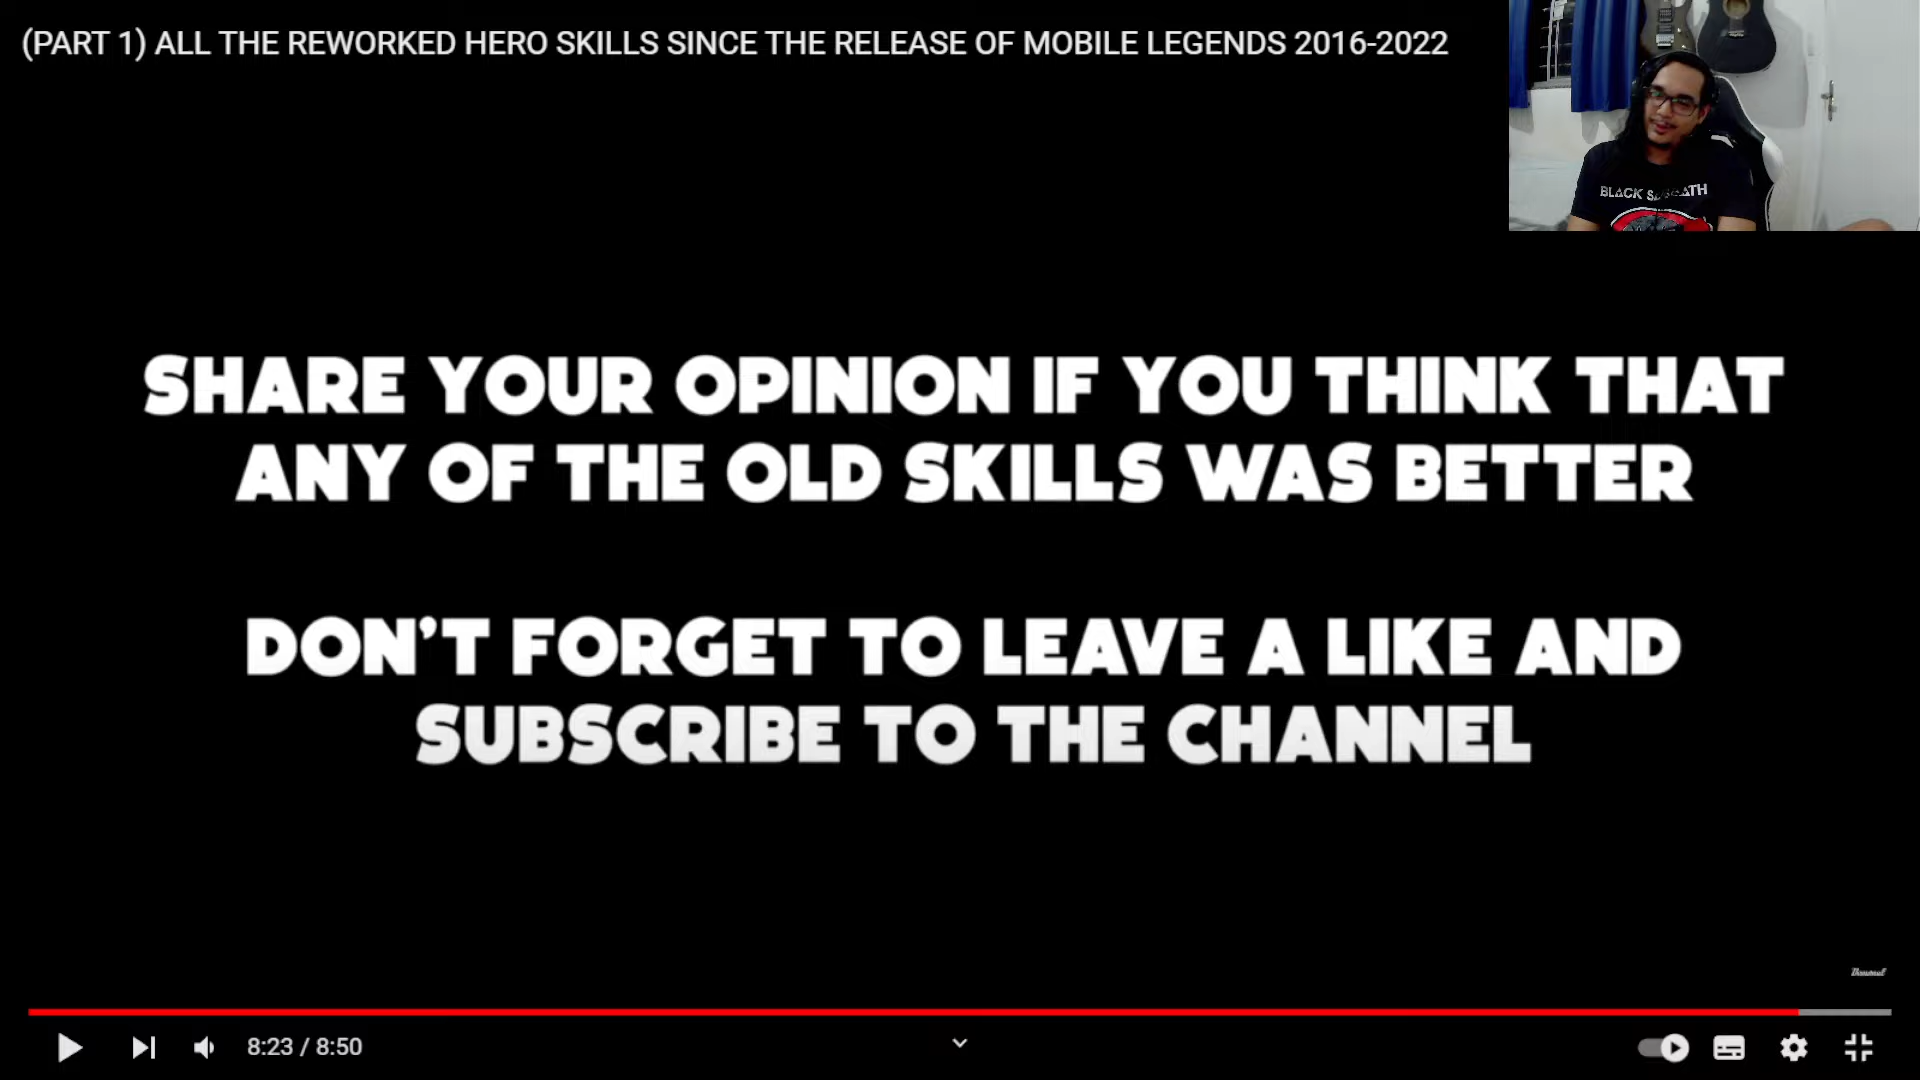 (PART 1) ALL THE REWORKED HERO SKILLS SINCE THE RELEASE OF MOBILE LEGENDS 2016-2022
BLACK SABBATH
SHARE YOUR OPINION IF YOU THINK THAT
ANY OF THE OLD SKILLS WAS BETTER
DON'T FORGET TO LEAVE A LIKE AND
SUBSCRIBE TO THE CHANNEL
8:23 / 8:50